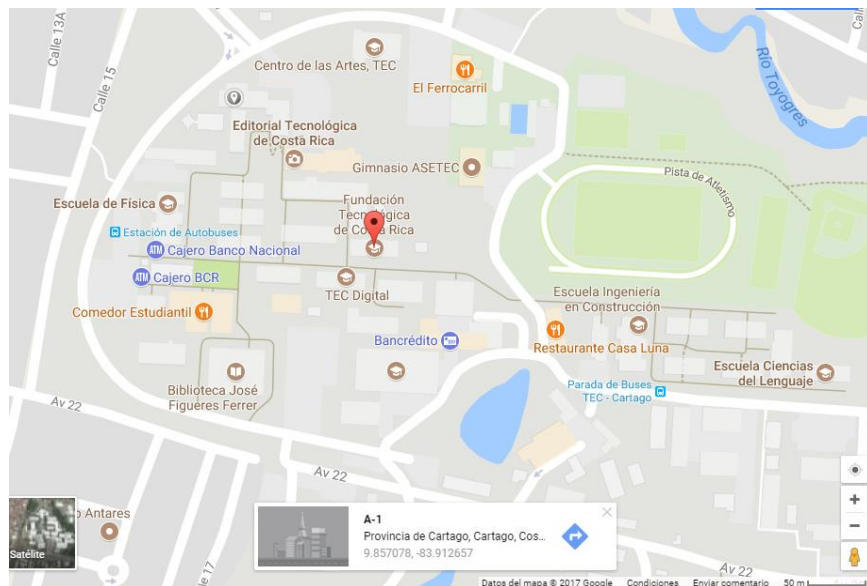 Calle 13A
Calle 15
Centro de las Artes, TEC
El Ferrocarril
Río Toyogres
Editorial Tecnológica
de Costa Rica
Gimnasio ASETEC
Pista de Atletismo
Escuela de Física
Fundación
Tecnológica
de Costa Rica
Estación de Autobuses
ATM Cajero Banco Nacional
ATM Cajero BCR
TEC Digital
Escuela Ingeniería
en Construcción
Comedor Estudiantil
Bancrédito
Restaurante Casa Luna
Escuela Ciencias
del Lenguaje
Biblioteca José
Figueres Ferrer
Parada de Buses
TEC - Cartago
Av 22
Av 22
Antares
Satélite
17
A-1
Provincia de Cartago, Cartago, Cos...
9.857078, -83.912657
Datos del mapa © 2017 Google Condiciones Enviar comentario 50 m